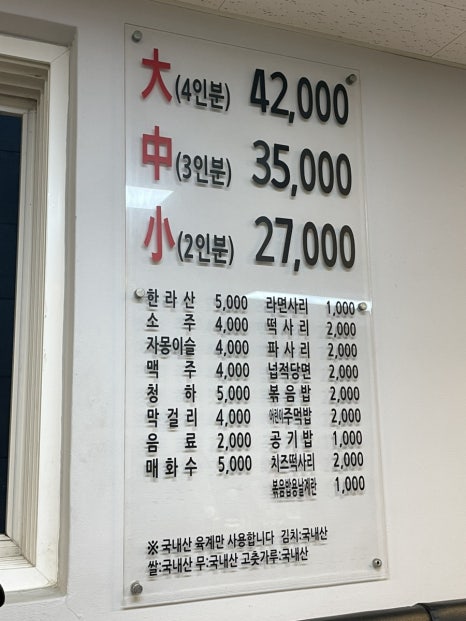 大(4인분) 42,000
中(3인분) 35,000
小(2인분) 27,000
한라산 5,000 라면사리 1,000
소주 4,000 떡사리 2,000
자몽이슬 4,000 파사리 2,000
맥주 4,000 넙적당면 2,000
청하 5,000 볶음밥 2,000
막걸리 4,000 어린이주먹밥 2,000
음료 2,000 공기밥 1,000
매화수 5,000 치즈떡사리 2,000
볶음밥용날계란 1,000
※국내산 육계만 사용합니다 김치:국내산
쌀:국내산 무:국내산 고춧가루:국내산